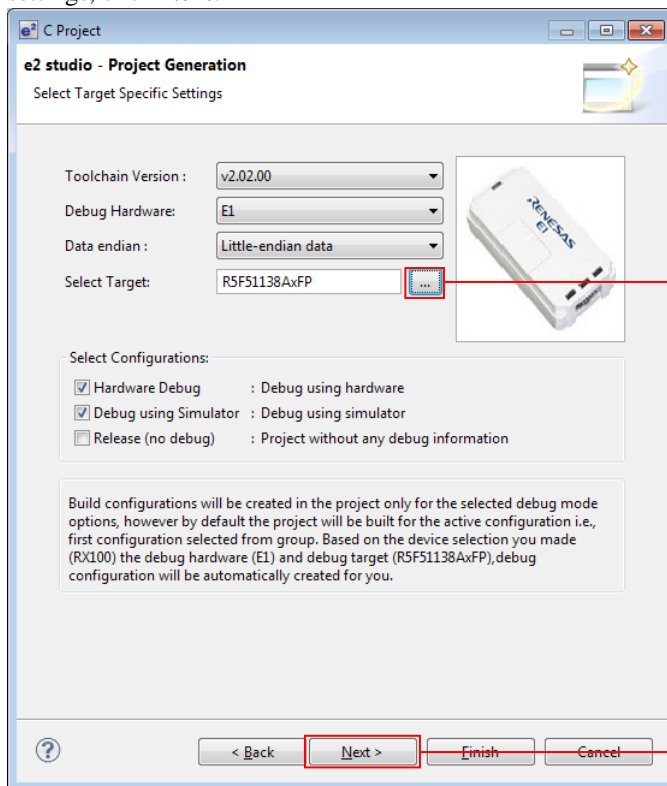 e² C Project
e2 studio - Project Generation
Select Target Specific Settings
Toolchain Version : v2.02.00
Debug Hardware: E1
Data endian : Little-endian data
Select Target: R5F51138AxFP ...
RENESAS
E1
Select Configurations:
Hardware Debug : Debug using hardware
Debug using Simulator : Debug using simulator
Release (no debug) : Project without any debug information
Build configurations will be created in the project only for the selected debug mode
options, however by default the project will be built for the active configuration i.e.,
first configuration selected from group. Based on the device selection you made
(RX100) the debug hardware (E1) and debug target (R5F51138AxFP),debug
configuration will be automatically created for you.
? < Back Next > Finish Cancel